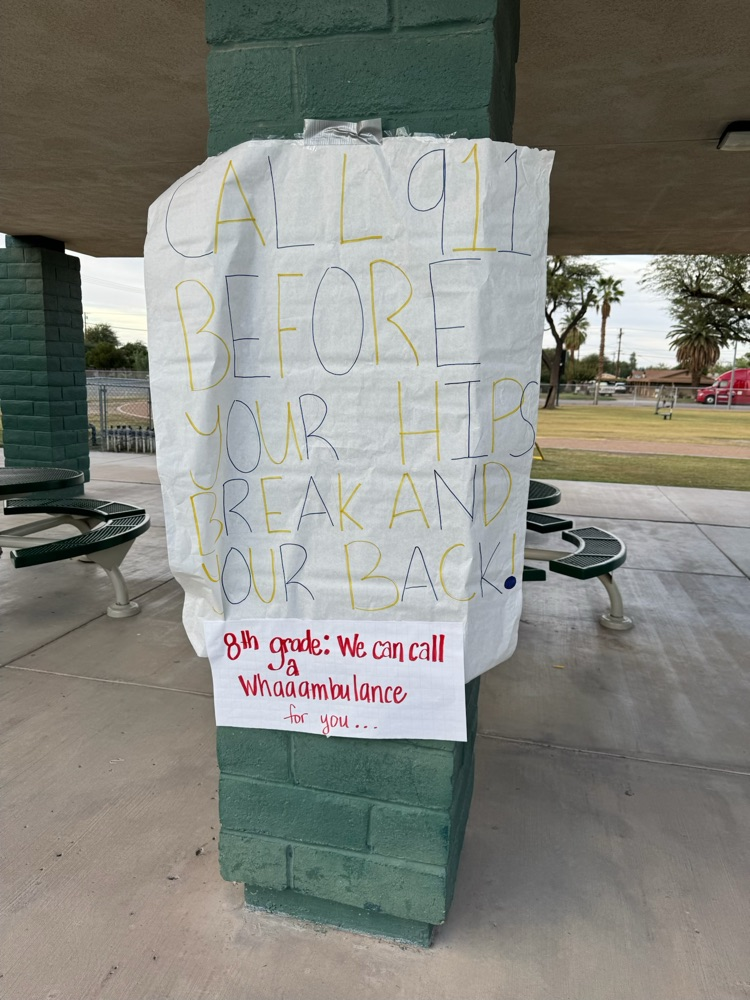 CALL 911
BEFORE
YOUR HIPS
BREAK AND
YOUR BACK!
8th grade: We can call
a
Whaaambulance
for you...